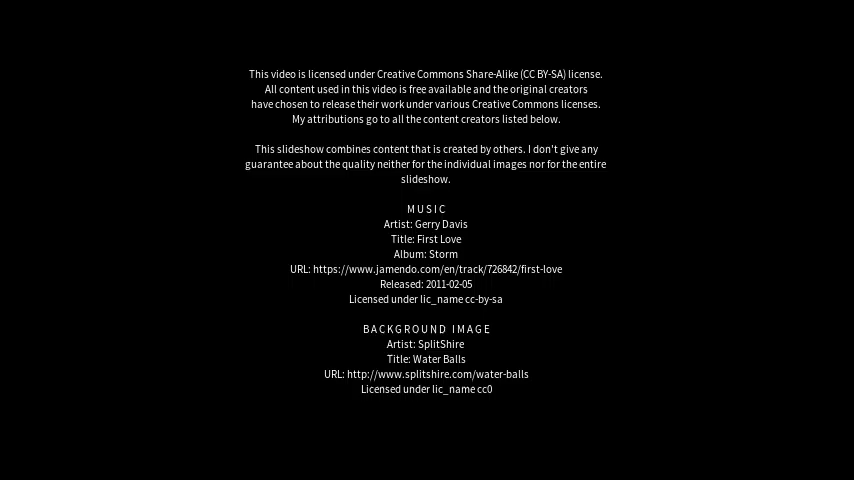 This video is licensed under Creative Commons Share-Alike (CC BY-SA) license.
All content used in this video is free available and the original creators
have chosen to release their work under various Creative Commons licenses.
My attributions go to all the content creators listed below.
This slideshow combines content that is created by others. I don't give any
guarantee about the quality neither for the individual images nor for the entire
slideshow.
MUSIC
Artist: Gerry Davis
Title: First Love
Album: Storm
URL: https://www.jamendo.com/en/track/726842/first-love
Released: 2011-02-05
Licensed under lic_name cc-by-sa
BACKGROUND IMAGE
Artist: SplitShire
Title: Water Balls
URL: http://www.splitshire.com/water-balls
Licensed under lic_name cc0